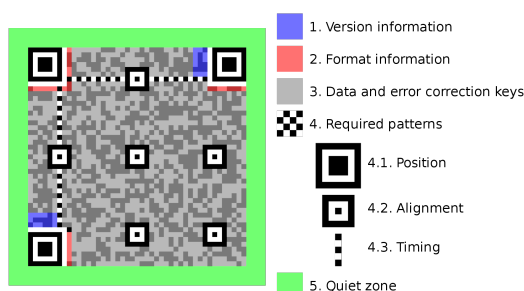 1. Version information
2. Format information
3. Data and error correction keys
4. Required patterns
4.1. Position
4.2. Alignment
4.3. Timing
5. Quiet zone